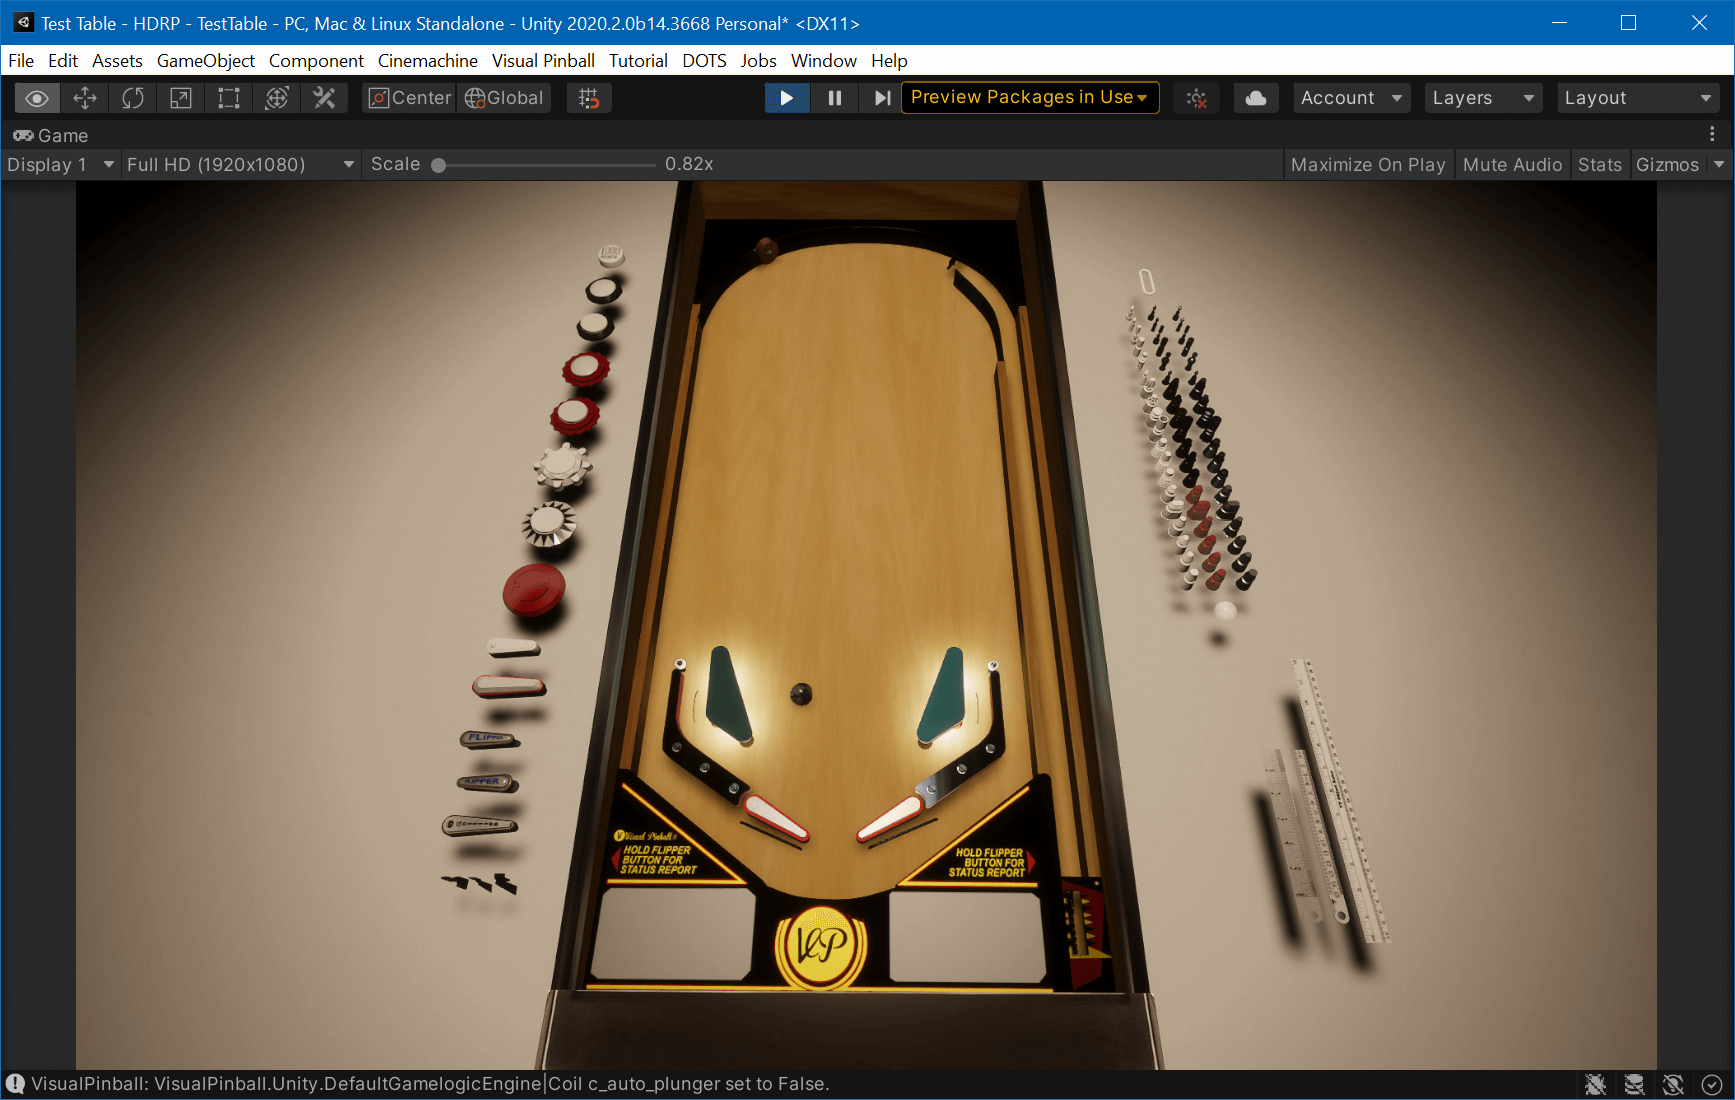 Test Table - HDRP - TestTable - PC, Mac & Linux Standalone - Unity 2020.2.0b14.3668 Personal* <DX11>
File Edit Assets GameObject Component Cinemachine Visual Pinball Tutorial DOTS Jobs Window Help
Center Global Preview Packages in Use Account Layers Layout
Game
Display 1 Full HD (1920x1080) Scale 0.82x Maximize On Play Mute Audio Stats Gizmos
Visual Pinball®
HOLD FLIPPER
BUTTON FOR
STATUS REPORT
HOLD FLIPPER
BUTTON FOR
STATUS REPORT
VP
VisualPinball: VisualPinball.Unity.DefaultGamelogicEngine|Coil c_auto_plunger set to False.